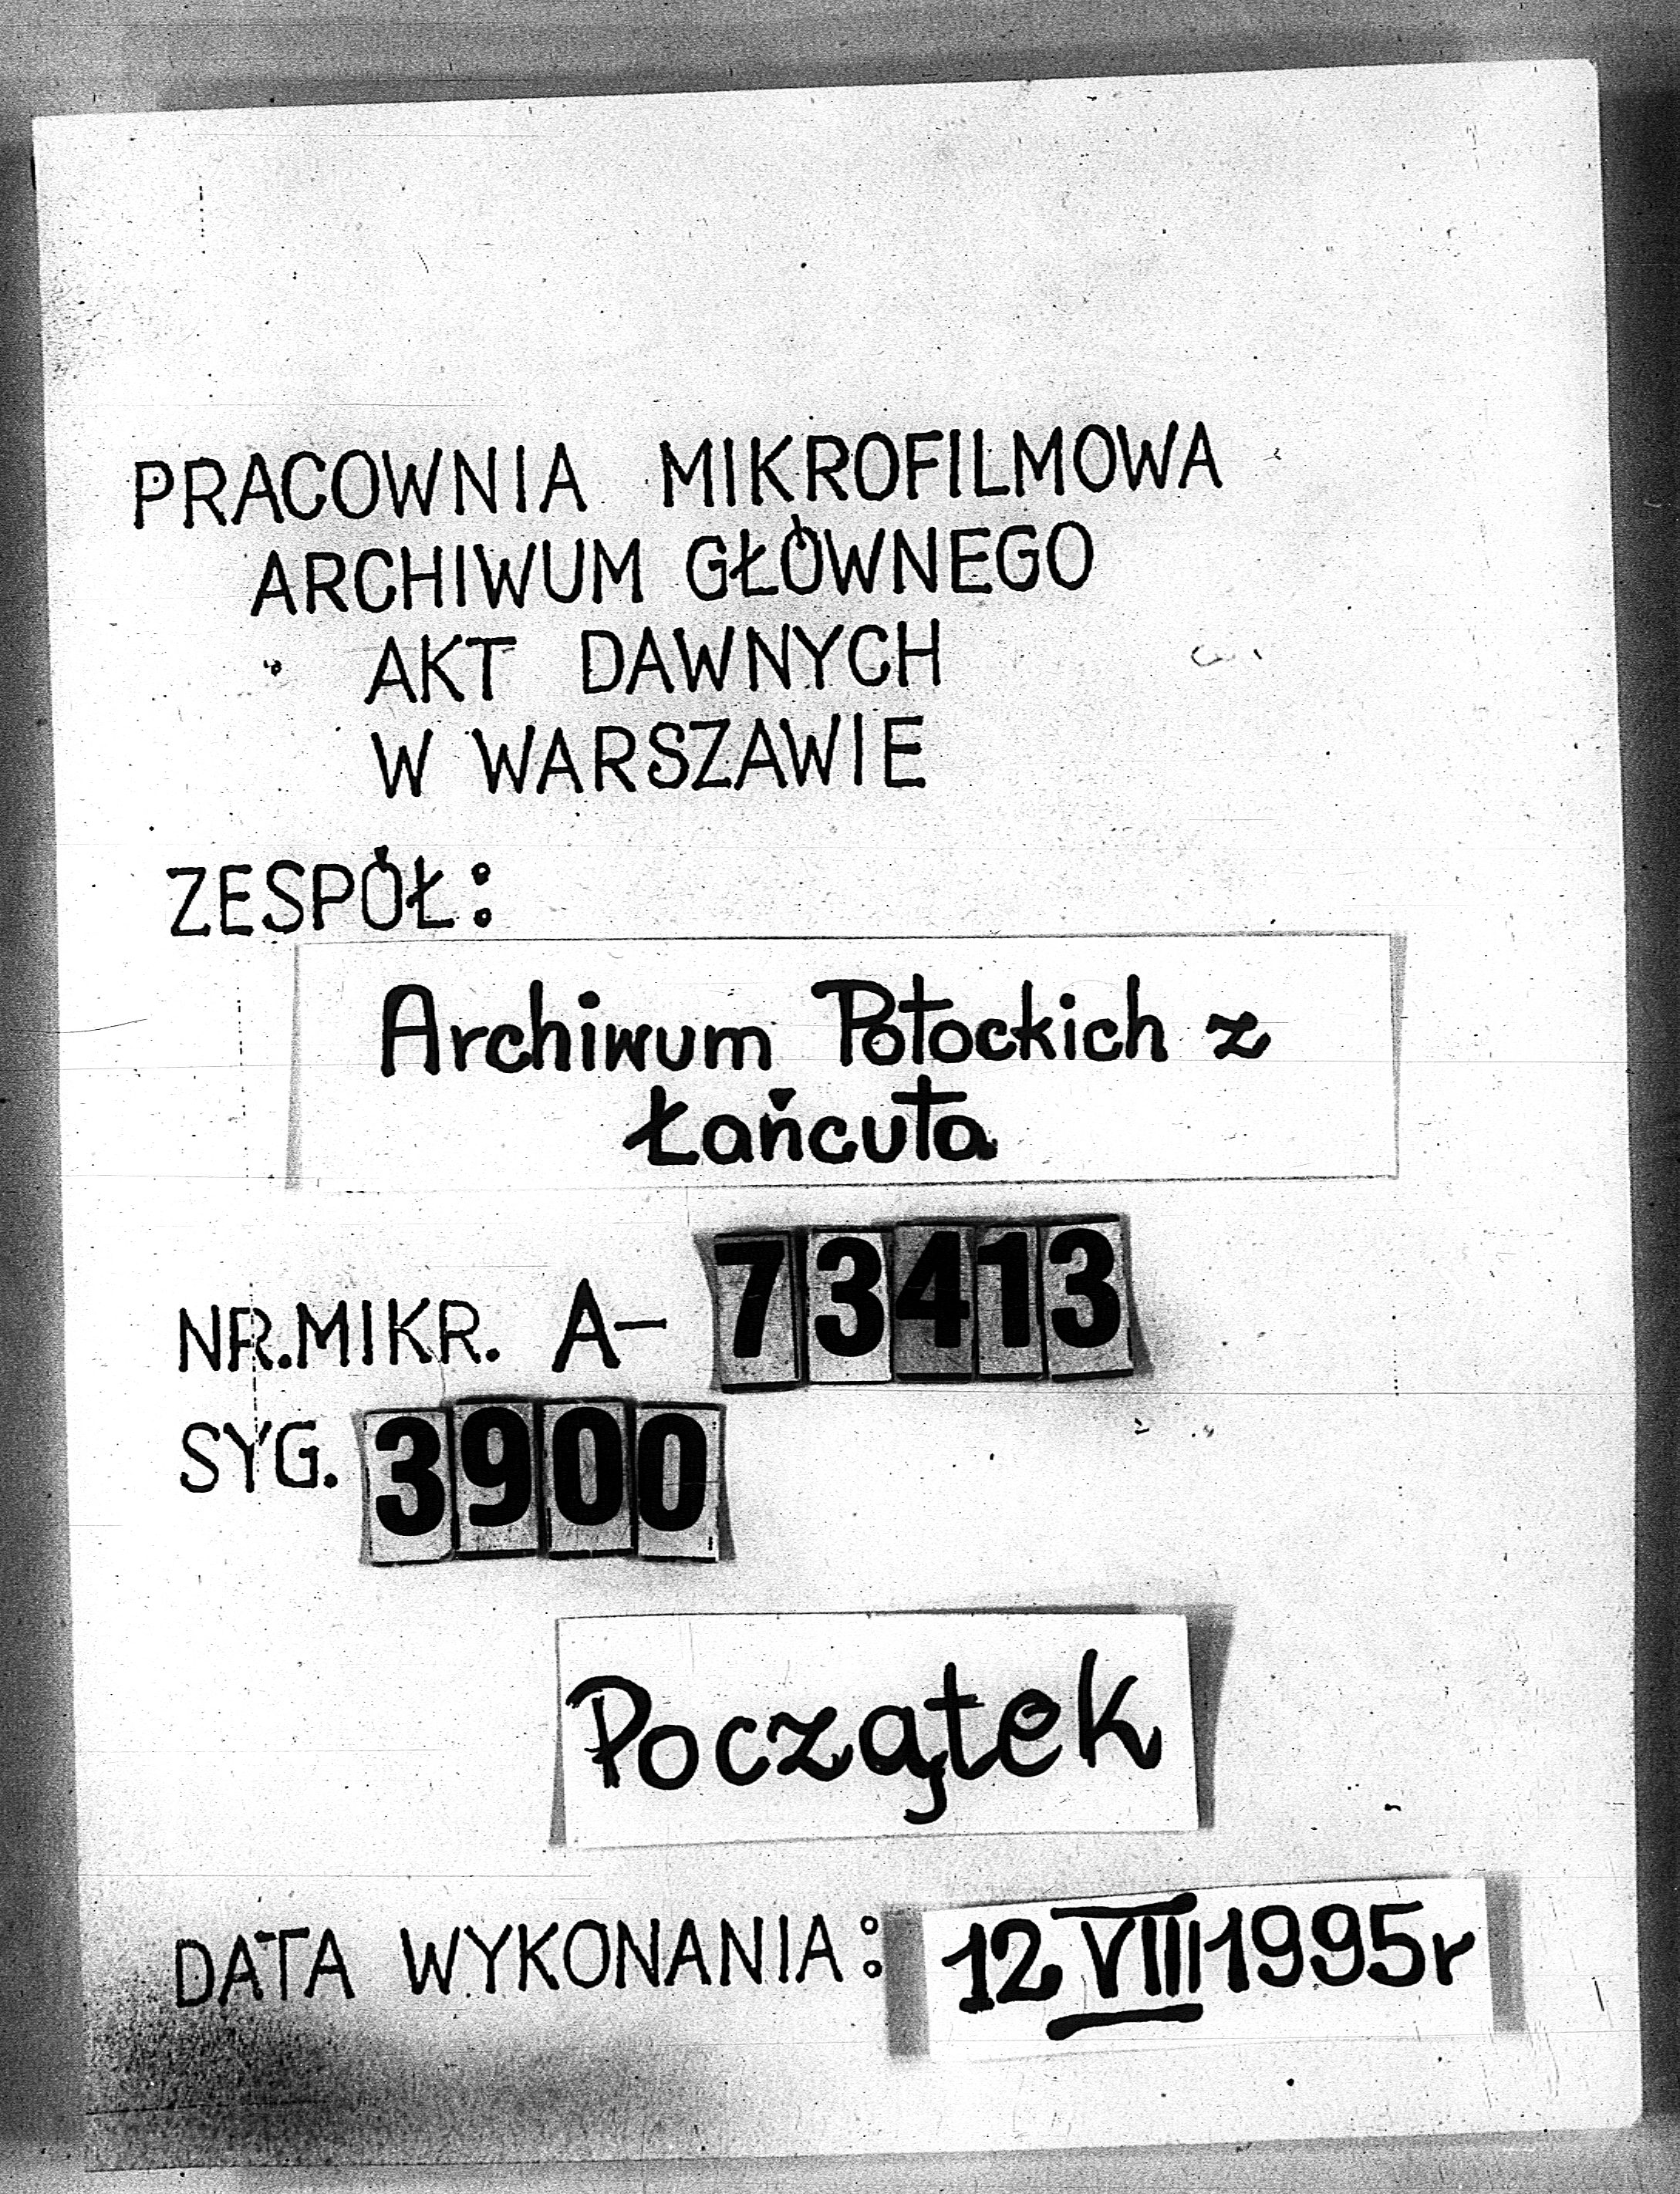 PRACOWNIA MIKROFILMOWA
ARCHIWUM GŁÓWNEGO
AKT DAWNYCH
W WARSZAWIE
ZESPÓŁ:
Archiwum Potockich z
Łańcuta
NR.MIKR. A- 73413
SYG. 3900
Początek
DATA WYKONANIA: 12 VIII 1995r